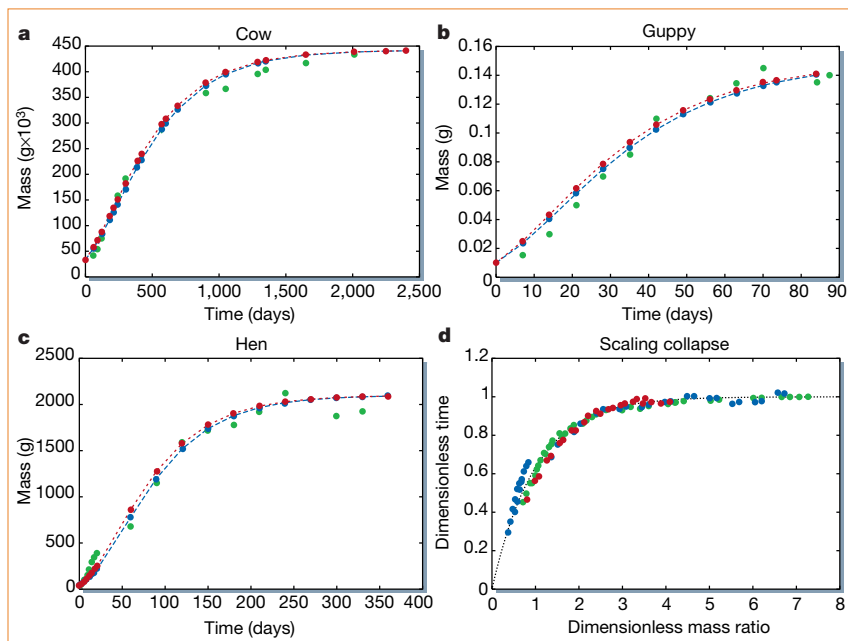 a
Cow
Mass (g×10³)
450
400
350
300
250
200
150
100
50
0
0 500 1,000 1,500 2,000 2,500
Time (days)
b
Guppy
Mass (g)
0.16
0.14
0.12
0.10
0.08
0.06
0.04
0.02
0
0 10 20 30 40 50 60 70 80 90
Time (days)
c
Hen
Mass (g)
2500
2000
1500
1000
500
0
0 50 100 150 200 250 300 350 400
Time (days)
d
Scaling collapse
Dimensionless time
1.2
1
0.8
0.6
0.4
0.2
0
0 1 2 3 4 5 6 7 8
Dimensionless mass ratio